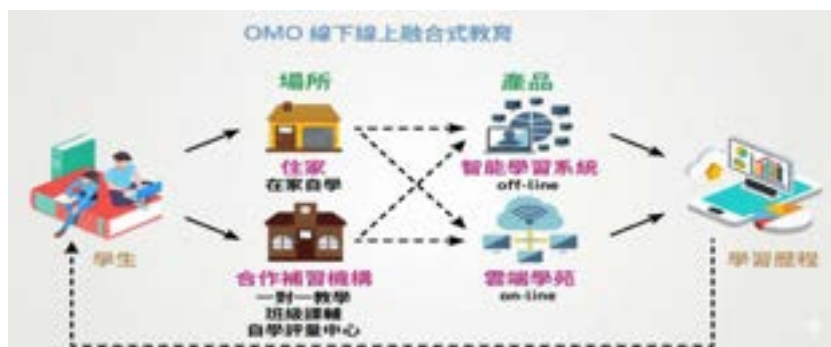 OMO 線下線上融合式教育
場所
產品
住家
在家自學
智能學習系統
off-line
學生
合作補習機構
一對一教學
班級課輔
自學評量中心
雲端學苑
on-line
學習歷程